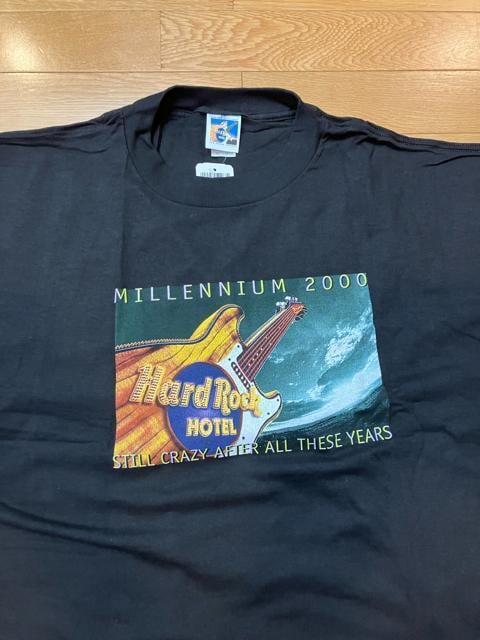 MILLENNIUM 2000
Hard Rock
HOTEL
STILL CRAZY AFTER ALL THESE YEARS